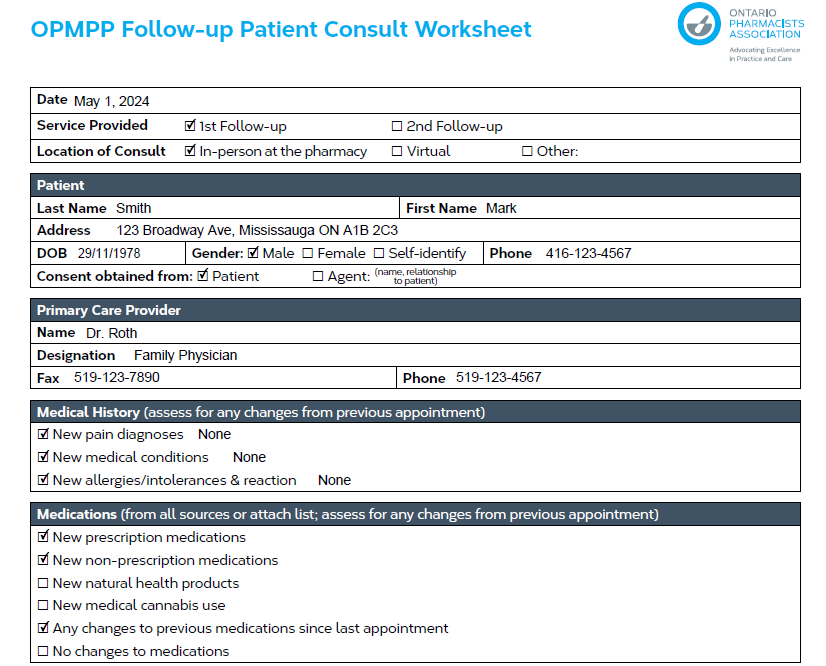 OPMPP Follow-up Patient Consult Worksheet
ONTARIO
PHARMACISTS
ASSOCIATION
Advocating Excellence
in Practice and Care
Date May 1, 2024
Service Provided ☑ 1st Follow-up ☐ 2nd Follow-up
Location of Consult ☑ In-person at the pharmacy ☐ Virtual ☐ Other:
Patient
Last Name Smith First Name Mark
Address 123 Broadway Ave, Mississauga ON A1B 2C3
DOB 29/11/1978 Gender: ☑ Male ☐ Female ☐ Self-identify Phone 416-123-4567
Consent obtained from: ☑ Patient ☐ Agent: (name, relationship
to patient)
Primary Care Provider
Name Dr. Roth
Designation Family Physician
Fax 519-123-7890 Phone 519-123-4567
Medical History (assess for any changes from previous appointment)
☑ New pain diagnoses None
☑ New medical conditions None
☑ New allergies/intolerances & reaction None
Medications (from all sources or attach list; assess for any changes from previous appointment)
☑ New prescription medications
☑ New non-prescription medications
☐ New natural health products
☐ New medical cannabis use
☑ Any changes to previous medications since last appointment
☐ No changes to medications